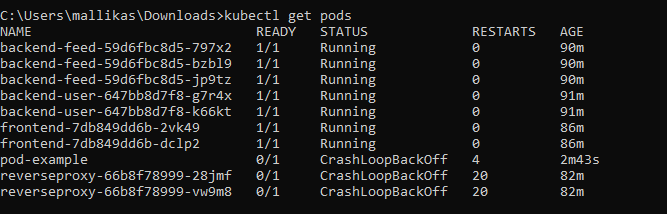 C:\Users\mallikas\Downloads>kubectl get pods
NAME READY STATUS RESTARTS AGE
backend-feed-59d6fbc8d5-797x2 1/1 Running 0 90m
backend-feed-59d6fbc8d5-bzbl9 1/1 Running 0 90m
backend-feed-59d6fbc8d5-jp9tz 1/1 Running 0 90m
backend-user-647bb8d7f8-g7r4x 1/1 Running 0 91m
backend-user-647bb8d7f8-k66kt 1/1 Running 0 91m
frontend-7db849dd6b-2vk49 1/1 Running 0 86m
frontend-7db849dd6b-dclp2 1/1 Running 0 86m
pod-example 0/1 CrashLoopBackOff 4 2m43s
reverseproxy-66b8f78999-28jmf 0/1 CrashLoopBackOff 20 82m
reverseproxy-66b8f78999-vw9m8 0/1 CrashLoopBackOff 20 82m